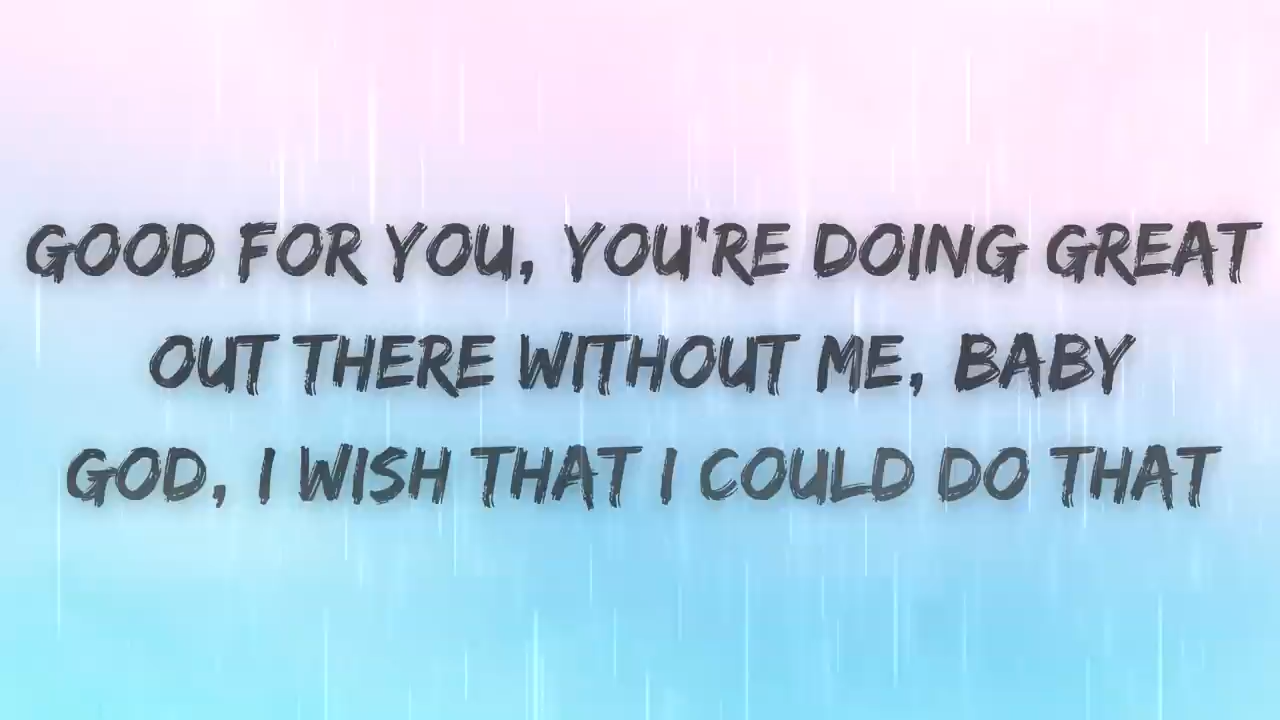 GOOD FOR YOU, YOU'RE DOING GREAT
OUT THERE WITHOUT ME, BABY
GOD, I WISH THAT I COULD DO THAT